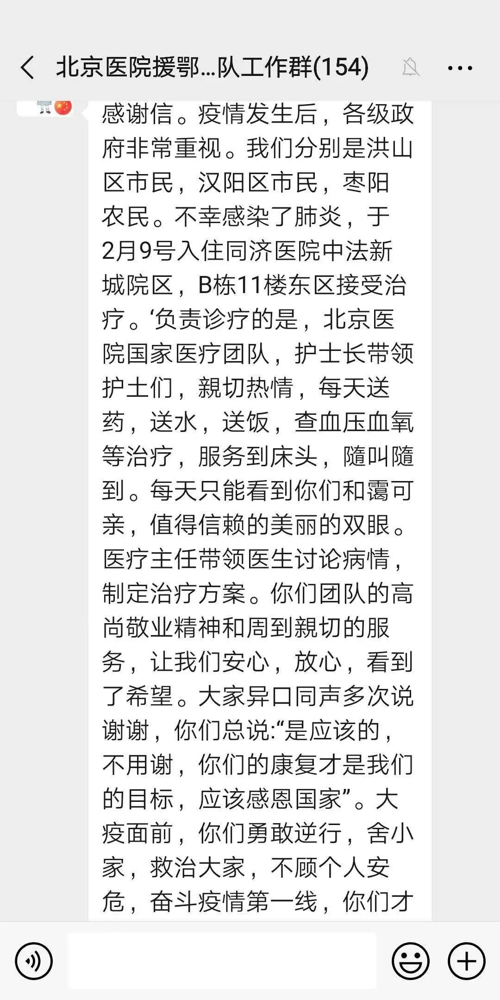 北京医院援鄂...队工作群(154)
感谢信。疫情发生后，各级政
府非常重视。我们分别是洪山
区市民，汉阳区市民，枣阳
农民。不幸感染了肺炎，于
2月9号入住同济医院中法新
城院区，B栋11楼东区接受治
疗。‘负责诊疗的是，北京医
院国家医疗团队，护士长带领
护士们，親切热情，每天送
药，送水，送饭，查血压血氧
等治疗，服务到床头，隨叫隨
到。每天只能看到你们和霭可
亲，值得信赖的美丽的双眼。
医疗主任带领医生讨论病情，
制定治疗方案。你们团队的高
尚敬业精神和周到親切的服
务，让我们安心，放心，看到
了希望。大家异口同声多次说
谢谢，你们总说:“是应该的，
不用谢，你们的康复才是我们
的目标，应该感恩国家”。大
疫面前，你们勇敢逆行，舍小
家，救治大家，不顾个人安
危，奋斗疫情第一线，你们才